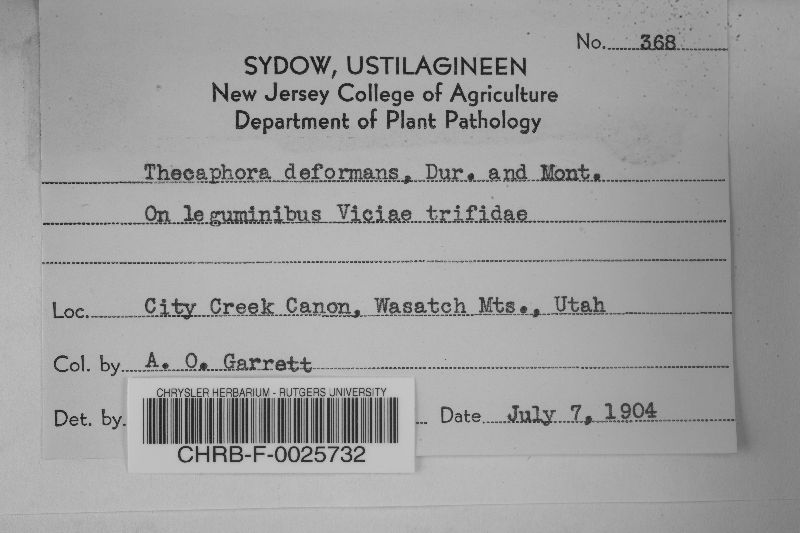 No. 368
SYDOW, USTILAGINEEN
New Jersey College of Agriculture
Department of Plant Pathology
Thecaphora deformans, Dur. and Mont.
On leguminibus Viciae trifidae
Loc. City Creek Canon, Wasatch Mts., Utah
Col. by A. O. Garrett
Det. by
Date July 7, 1904
CHRYSLER HERBARIUM - RUTGERS UNIVERSITY
CHRB-F-0025732